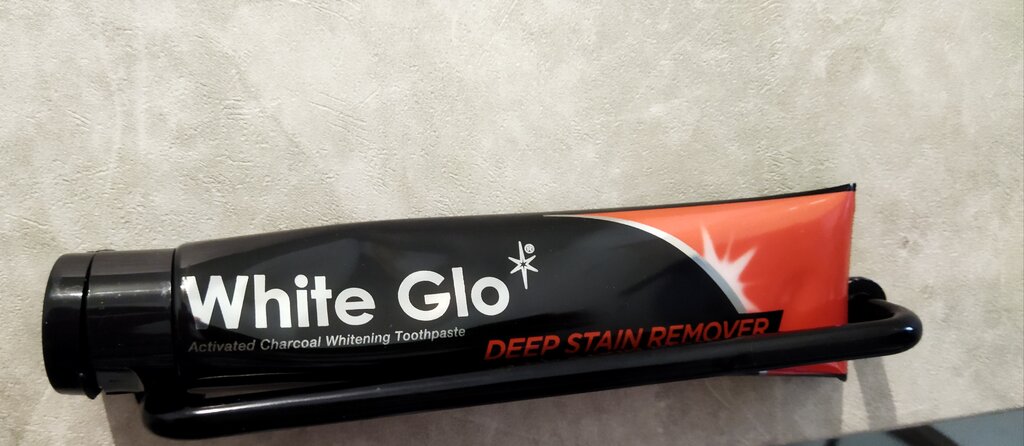 White Glo®
Activated Charcoal Whitening Toothpaste
DEEP STAIN REMOVER